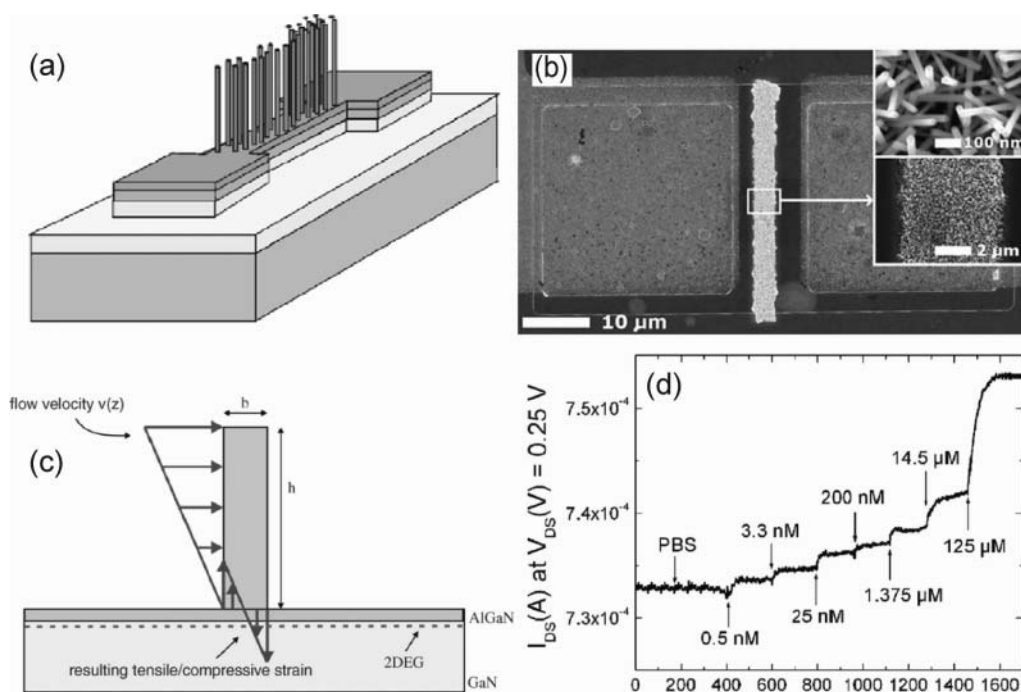 (a)
(b)
100 nm
2 µm
10 µm
flow velocity v(z)
b
(c)
h
AlGaN
resulting tensile/compressive strain
2DEG
GaN
(d)
I_DS(A) at V_DS(V) = 0.25 V
7.5x10⁻⁴
7.4x10⁻⁴
7.3x10⁻⁴
PBS
0.5 nM
3.3 nM
25 nM
200 nM
1.375 µM
14.5 µM
125 µM
0 200 400 600 800 1000 1200 1400 1600